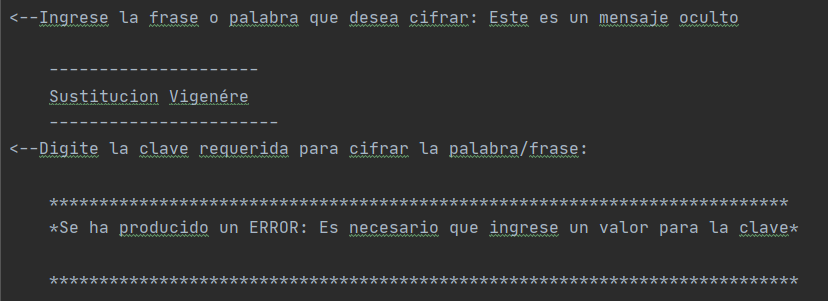 <--Ingrese la frase o palabra que desea cifrar: Este es un mensaje oculto
---------------------
Sustitucion Vigenére
-----------------------
<--Digite la clave requerida para cifrar la palabra/frase:
**************************************************************************
*Se ha producido un ERROR: Es necesario que ingrese un valor para la clave*
***************************************************************************